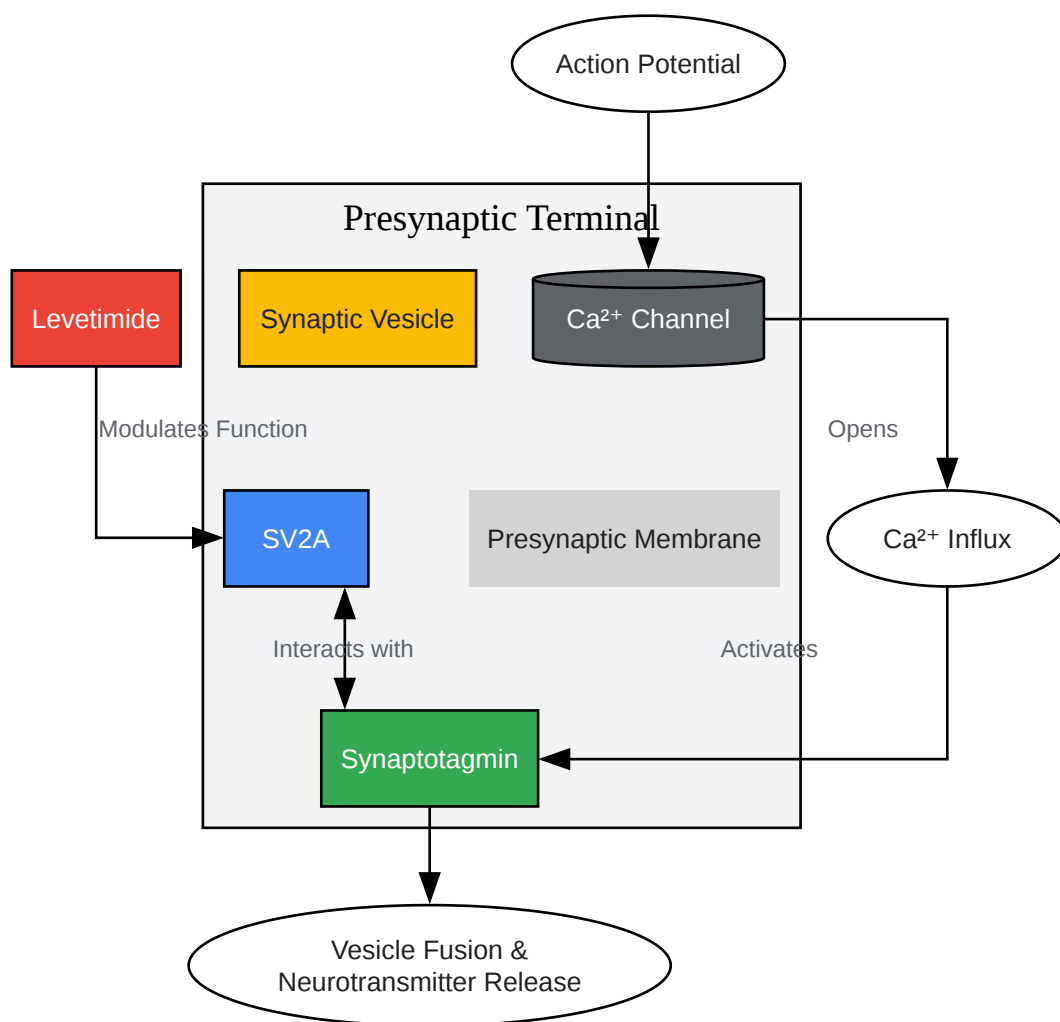 Action Potential
Presynaptic Terminal
Levetimide
Synaptic Vesicle
Ca²⁺ Channel
Modulates Function
Opens
SV2A
Presynaptic Membrane
Ca²⁺ Influx
Interacts with
Activates
Synaptotagmin
Vesicle Fusion &
Neurotransmitter Release